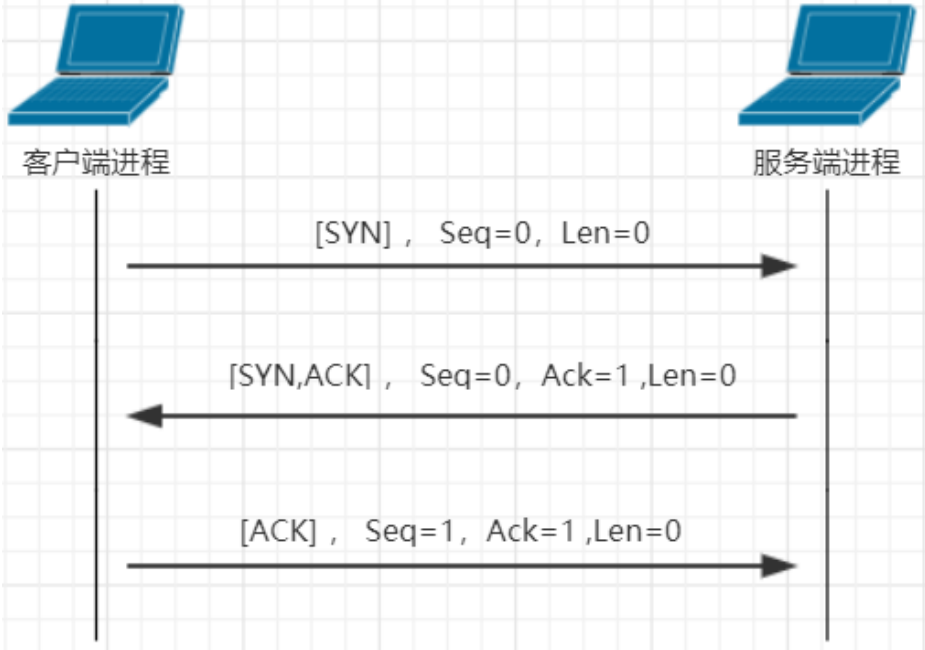 客户端进程
服务端进程
[SYN] ， Seq=0，Len=0
[SYN,ACK] ， Seq=0，Ack=1 ,Len=0
[ACK] ， Seq=1，Ack=1 ,Len=0